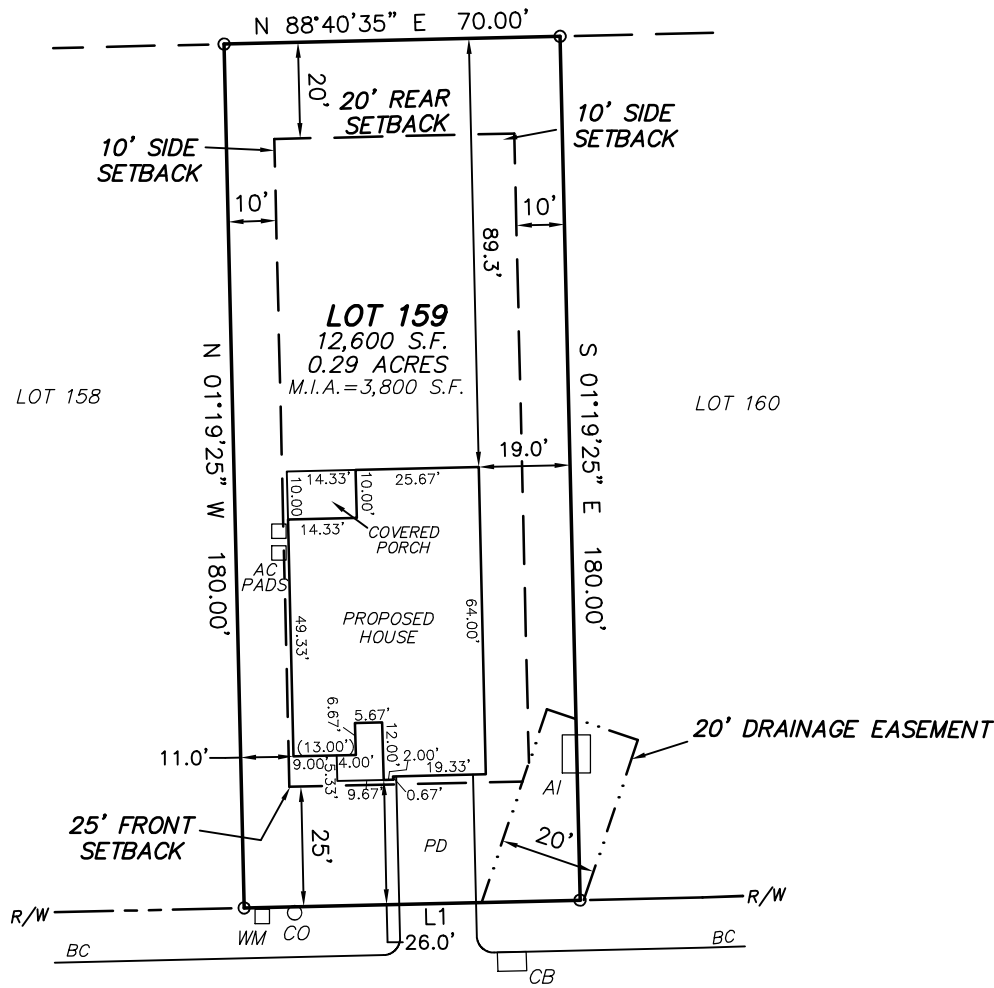 N 88°40'35" E 70.00'
20'
20' REAR
SETBACK
10' SIDE
SETBACK
10' SIDE
SETBACK
10'
10'
89.3'
LOT 159
12,600 S.F.
0.29 ACRES
M.I.A.=3,800 S.F.
N 01°19'25" W 180.00'
S 01°19'25" E 180.00'
LOT 158
LOT 160
19.0'
14.33'
25.67'
10.00
10.00'
14.33'
COVERED
PORCH
AC
PADS
PROPOSED
HOUSE
49.33'
64.00'
6.67'
5.67'
12.00'
(13.00')
9.00'
5.33'
4.00'
2.00'
19.33'
9.67'
0.67'
11.0'
20' DRAINAGE EASEMENT
AI
20'
25' FRONT
SETBACK
25'
PD
R/W
R/W
L1
WM
CO
26.0'
BC
BC
CB